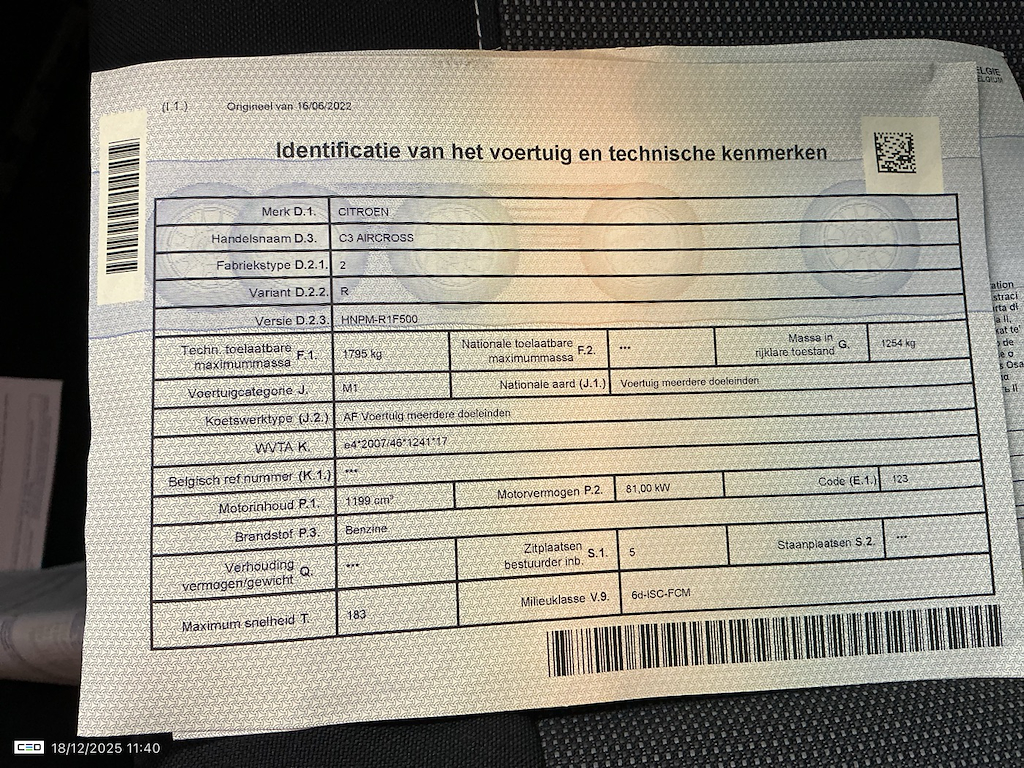 ELGIE
ELGIUM
(I.1.) Origineel van 16/06/2022
Identificatie van het voertuig en technische kenmerken
Merk D.1. CITROEN
Handelsnaam D.3. C3 AIRCROSS
Fabriekstype D.2.1. 2
Variant D.2.2. R
Versie D.2.3. HNPM-R1F500
Techn. toelaatbare maximummassa F.1. 1795 kg Nationale toelaatbare maximummassa F.2. *** Massa in rijklare toestand G. 1254 kg
Voertuigcategorie J. M1 Nationale aard (J.1.) Voertuig meerdere doeleinden
Koetswerktype (J.2.) AF Voertuig meerdere doeleinden
WVTA K. e4*2007/46*1241*17
Belgisch ref.nummer (K.1.) ***
Motorinhoud P.1. 1199 cm³ Motorvermogen P.2. 81,00 kW Code (E.1.) 123
Brandstof P.3. Benzine
Verhouding vermogen/gewicht Q. *** Zitplaatsen bestuurder inb. S.1. 5 Staanplaatsen S.2. ***
Maximum snelheid T. 183 Milieuklasse V.9. 6d-ISC-FCM
CEO 18/12/2025 11:40